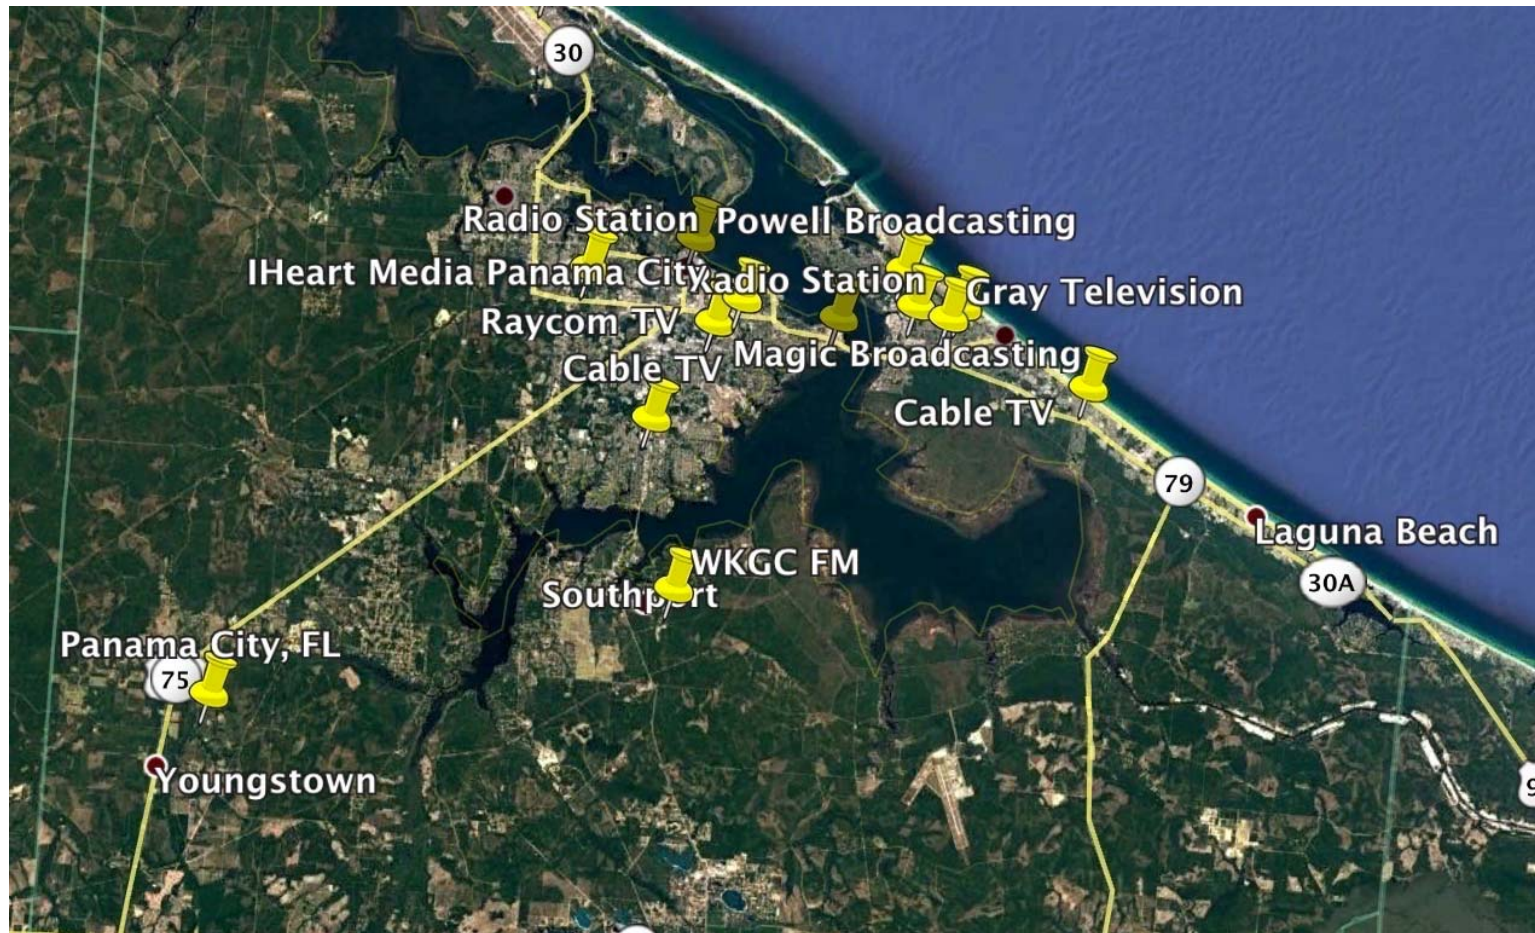 30
Radio Station
Powell Broadcasting
IHeart Media Panama City
Radio Station
Gray Television
Raycom TV
Magic Broadcasting
Cable TV
Cable TV
79
Laguna Beach
WKGC FM
30A
Southport
Panama City, FL
75
Youngstown
9